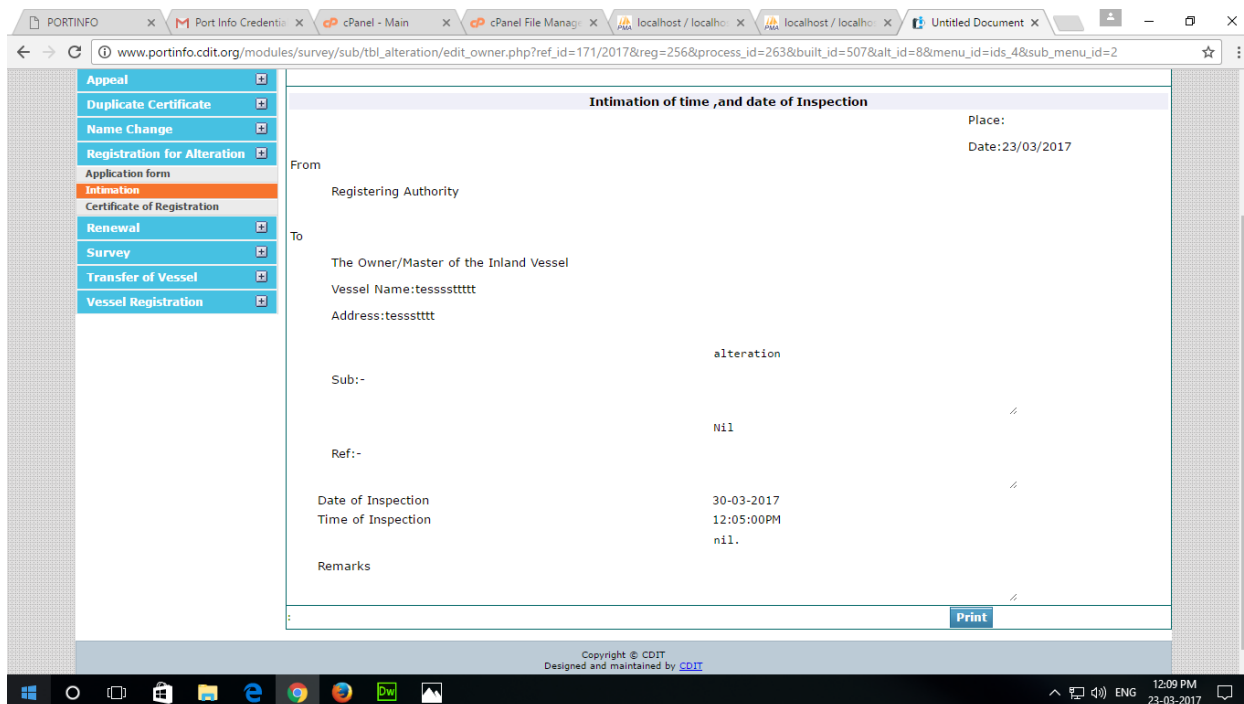 PORTINFO
Port Info Credentia
cPanel - Main
cPanel File Manage
localhost / localho
localhost / localho
Untitled Document
www.portinfo.cdit.org/modules/survey/sub/tbl_alteration/edit_owner.php?ref_id=171/2017&reg=256&process_id=263&built_id=507&alt_id=8&menu_id=ids_4&sub_menu_id=2
Appeal
Duplicate Certificate
Name Change
Registration for Alteration
Application form
Intimation
Certificate of Registration
Renewal
Survey
Transfer of Vessel
Vessel Registration
Intimation of time ,and date of Inspection
Place:
Date:23/03/2017
From
Registering Authority
To
The Owner/Master of the Inland Vessel
Vessel Name:tessssttttt
Address:tessstttt
alteration
Sub:-
Nil
Ref:-
Date of Inspection 30-03-2017
Time of Inspection 12:05:00PM
nil.
Remarks
:
Print
Copyright © CDIT
Designed and maintained by CDIT
Dw
ENG
12:09 PM
23-03-2017